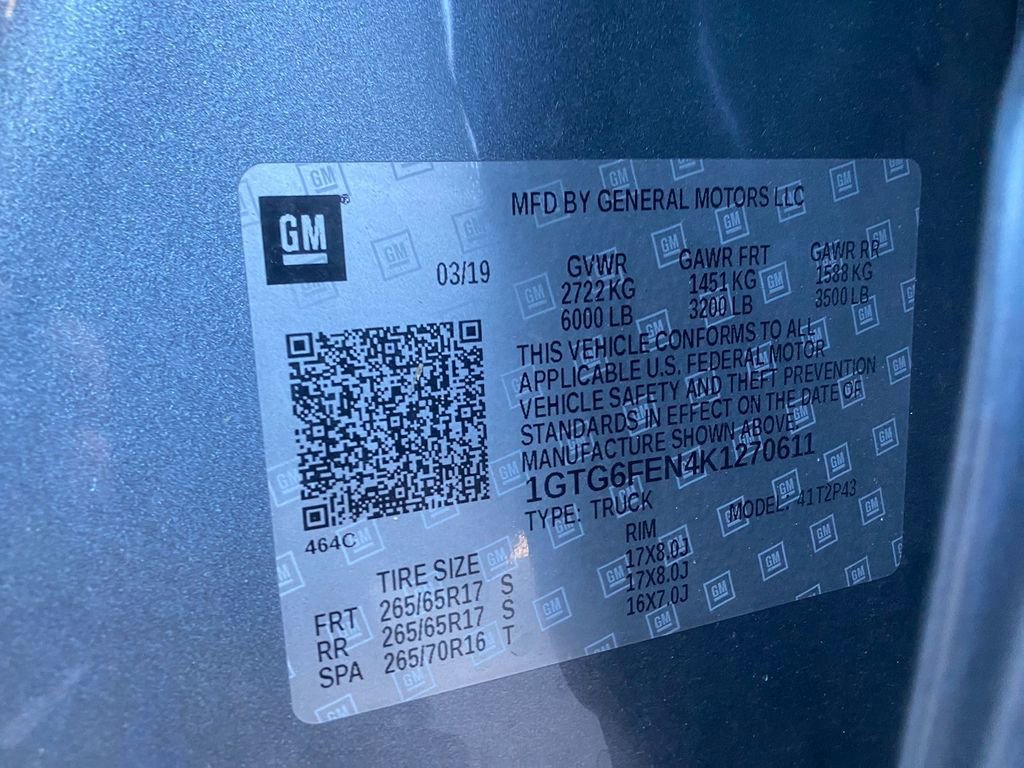 GM
MFD BY GENERAL MOTORS LLC
03/19
GVWR GAWR FRT GAWR RR
2722 KG 1451 KG 1588 KG
6000 LB 3200 LB 3500 LB
THIS VEHICLE CONFORMS TO ALL
APPLICABLE U.S. FEDERAL MOTOR
VEHICLE SAFETY AND THEFT PREVENTION
STANDARDS IN EFFECT ON THE DATE OF
MANUFACTURE SHOWN ABOVE.
1GTG6FEN4K1270611
TYPE: TRUCK MODEL: 41T2P43
464C
TIRE SIZE RIM
FRT 265/65R17 S 17X8.0J
RR 265/65R17 S 17X8.0J
SPA 265/70R16 T 16X7.0J